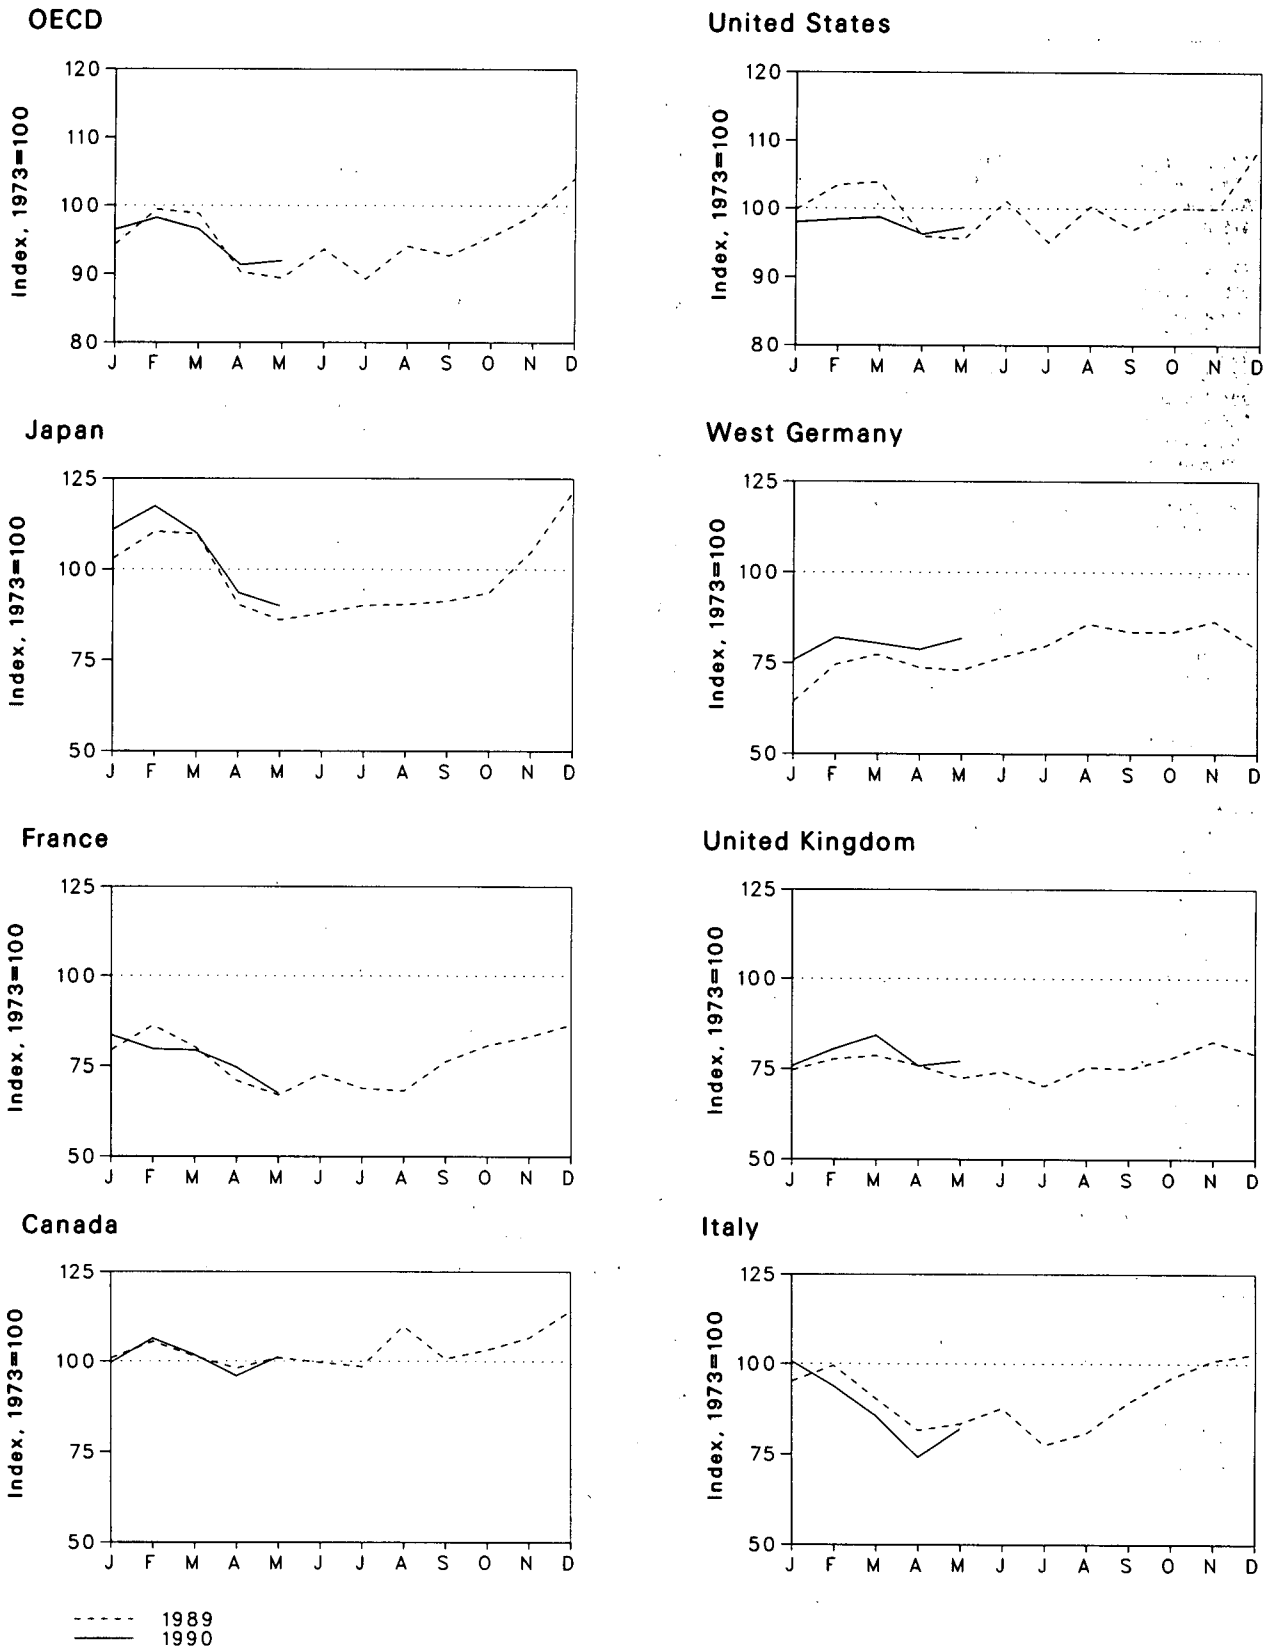 OECD
Index, 1973=100
120
110
100
90
80
J F M A M J J A S O N D
United States
Index, 1973=100
120
110
100
90
80
J F M A M J J A S O N D
Japan
Index, 1973=100
125
100
75
50
J F M A M J J A S O N D
West Germany
Index, 1973=100
125
100
75
50
J F M A M J J A S O N D
France
Index, 1973=100
125
100
75
50
J F M A M J J A S O N D
United Kingdom
Index, 1973=100
125
100
75
50
J F M A M J J A S O N D
Canada
Index, 1973=100
125
100
75
50
J F M A M J J A S O N D
Italy
Index, 1973=100
125
100
75
50
J F M A M J J A S O N D
1989
1990